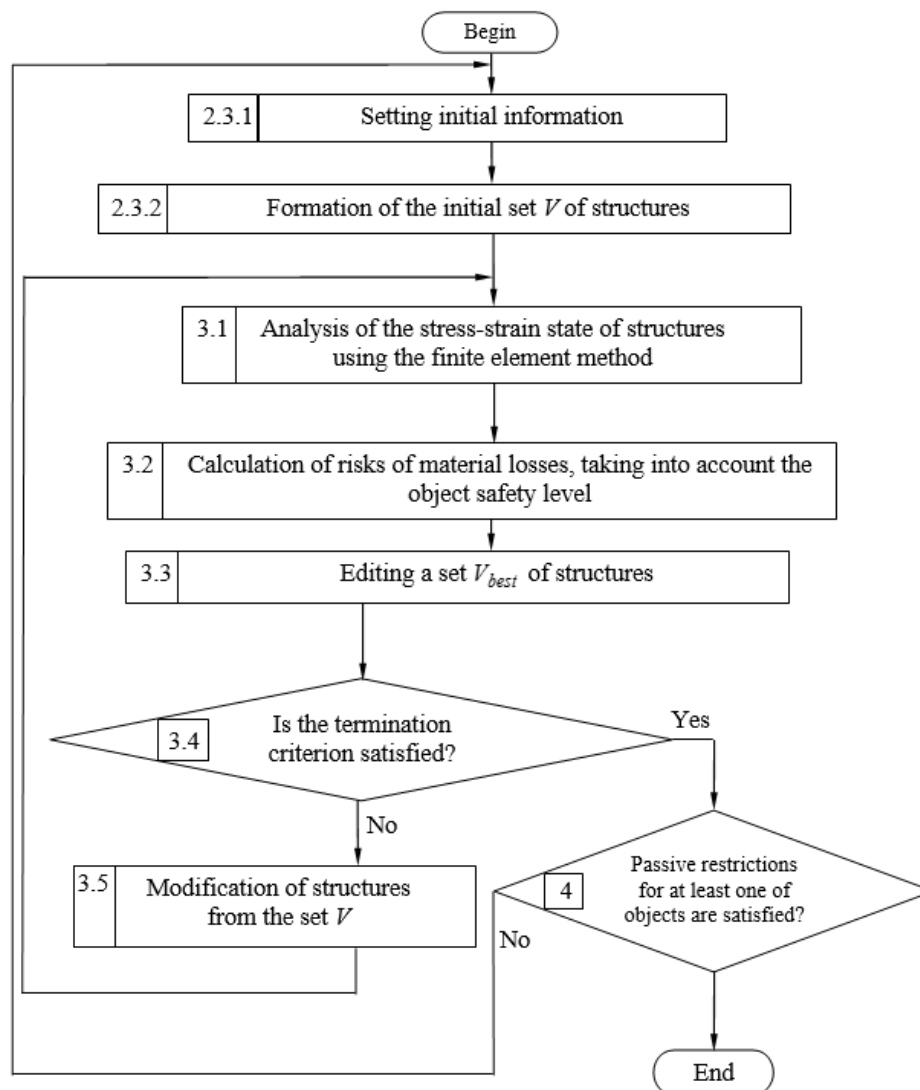 Begin
2.3.1 Setting initial information
2.3.2 Formation of the initial set V of structures
3.1 Analysis of the stress-strain state of structures
using the finite element method
3.2 Calculation of risks of material losses, taking into account the
object safety level
3.3 Editing a set V_best of structures
3.4 Is the termination
criterion satisfied?
Yes
No
3.5 Modification of structures
from the set V
4 Passive restrictions
for at least one of
objects are satisfied?
No
End